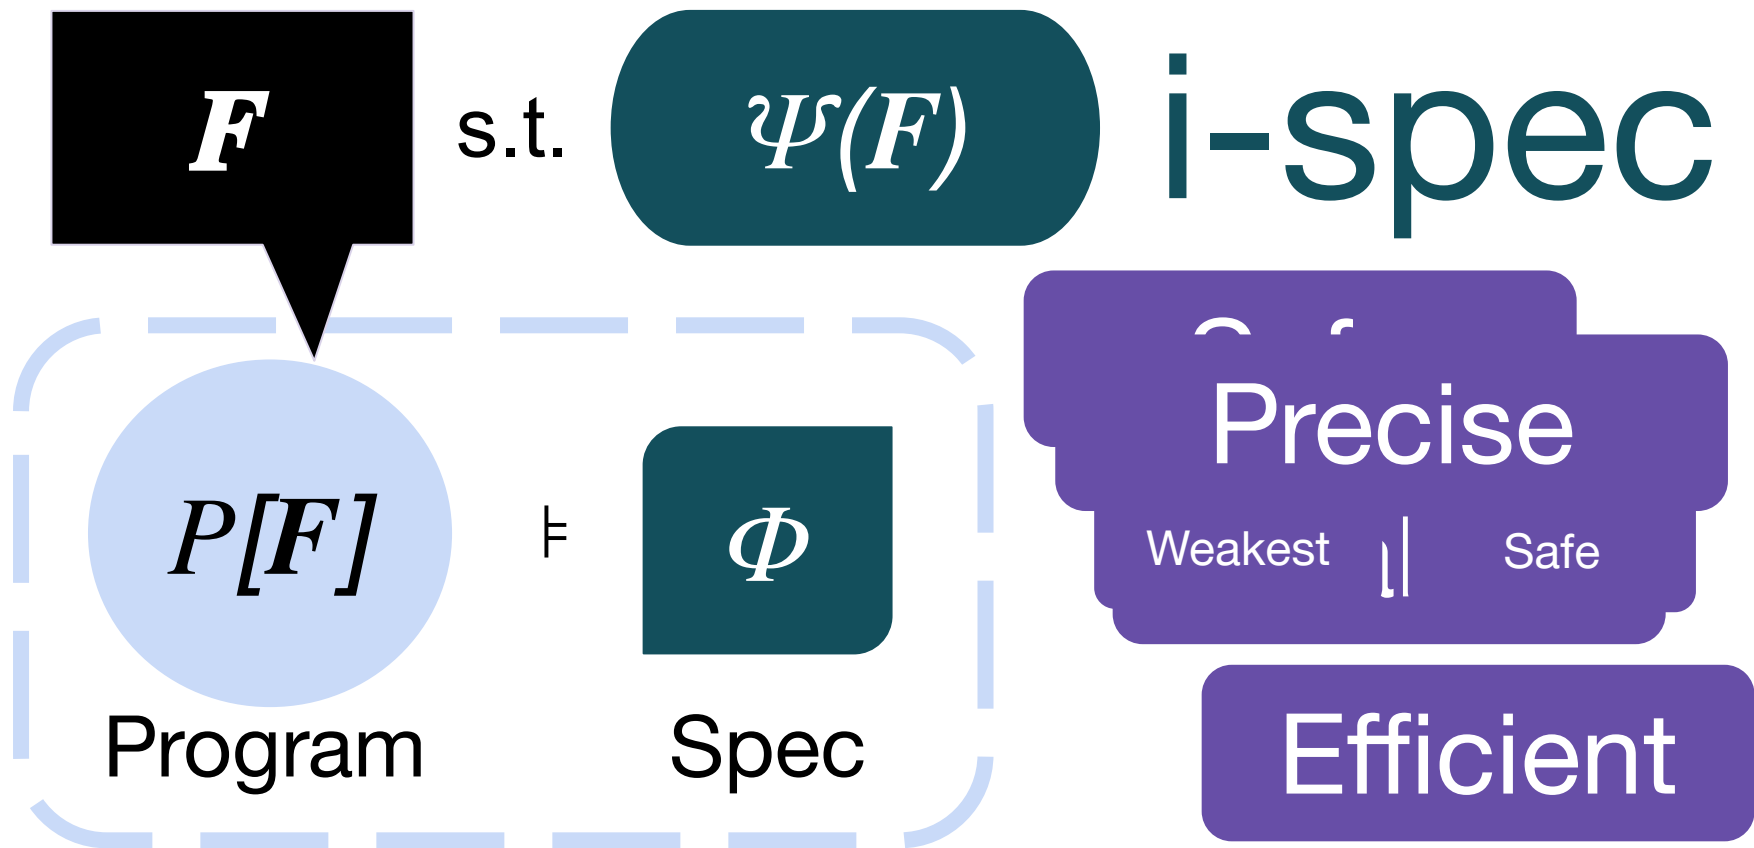 F s.t. Ψ(F) i-spec
Precise
P[F] ⊧ Φ
Weakest Safe
Program Spec
Efficient